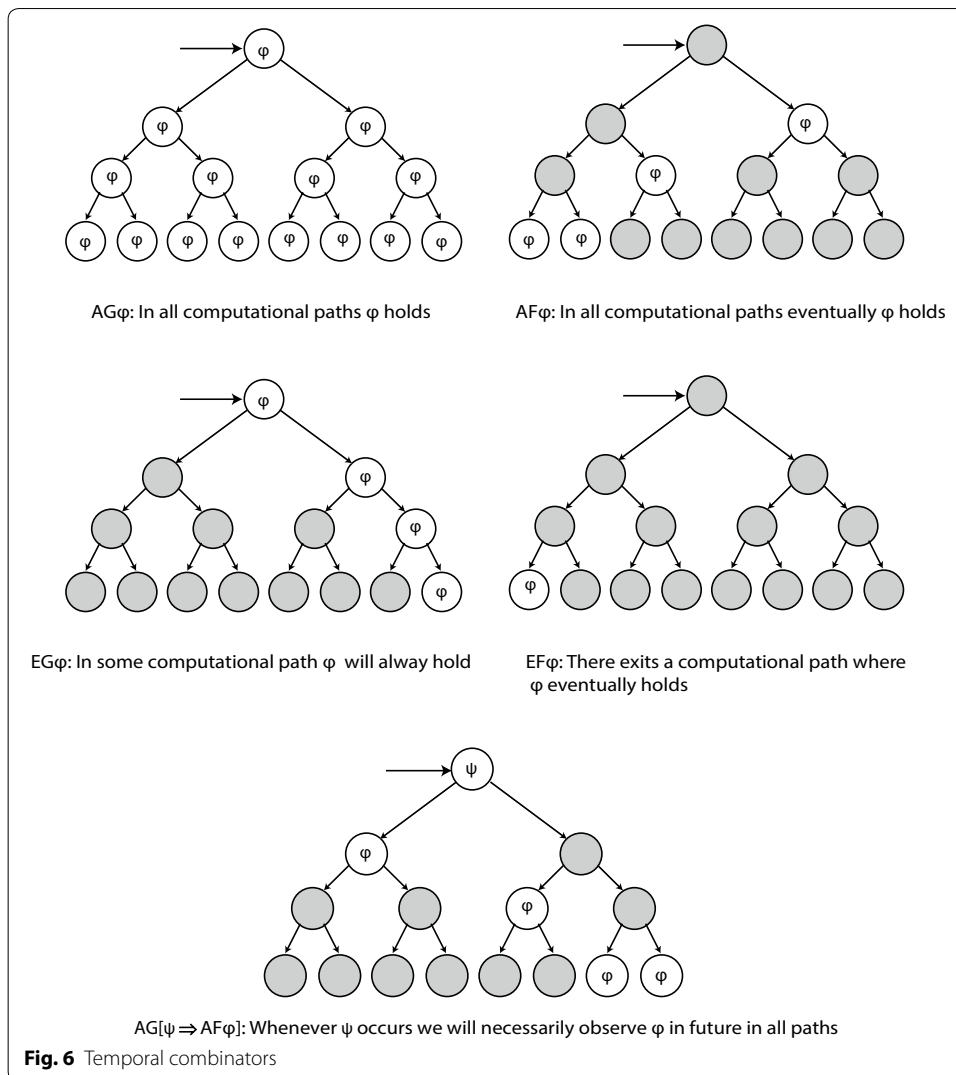 φ φ
φ φ φ
φ φ φ φ φ
φ φ φ φ φ φ φ φ φ φ
AGφ: In all computational paths φ holds
AFφ: In all computational paths eventually φ holds
φ
φ
φ
φ φ
EGφ: In some computational path φ will alway hold
EFφ: There exits a computational path where
φ eventually holds
ψ
φ
φ
φ φ
AG[ψ ⇒ AFφ]: Whenever ψ occurs we will necessarily observe φ in future in all paths
Fig. 6 Temporal combinators